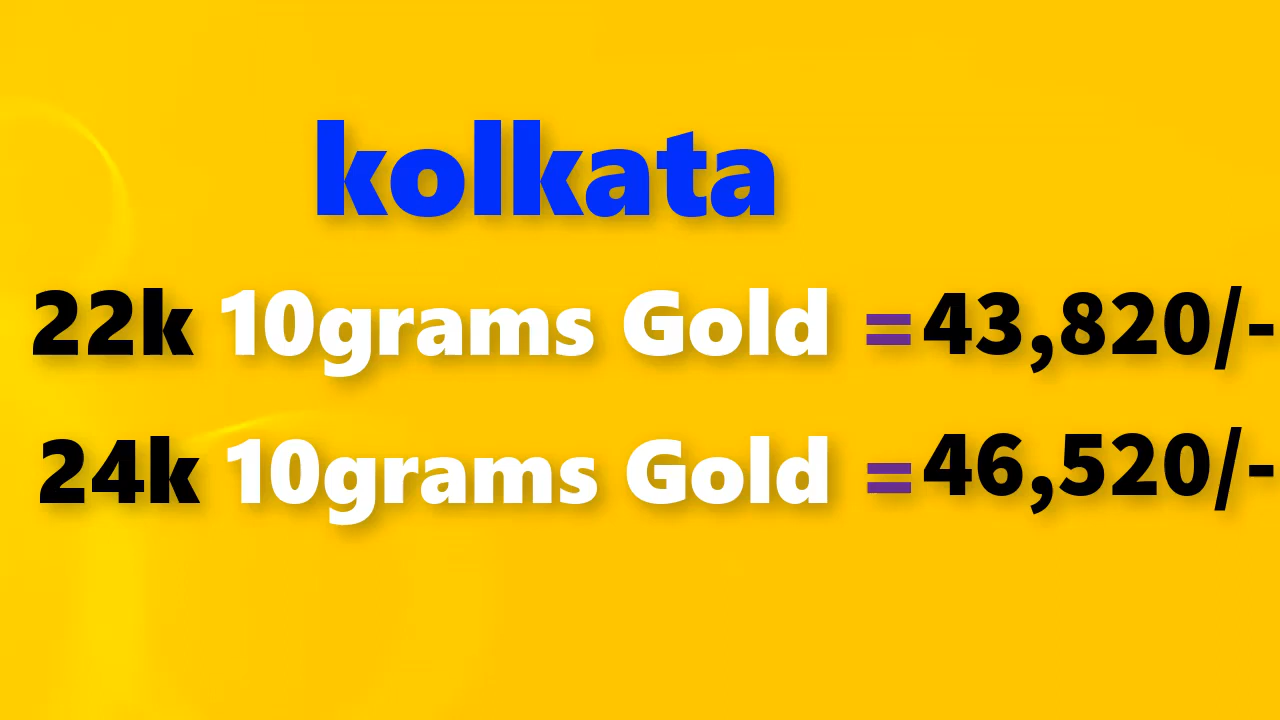 kolkata
22k 10grams Gold =43,820/-
24k 10grams Gold =46,520/-